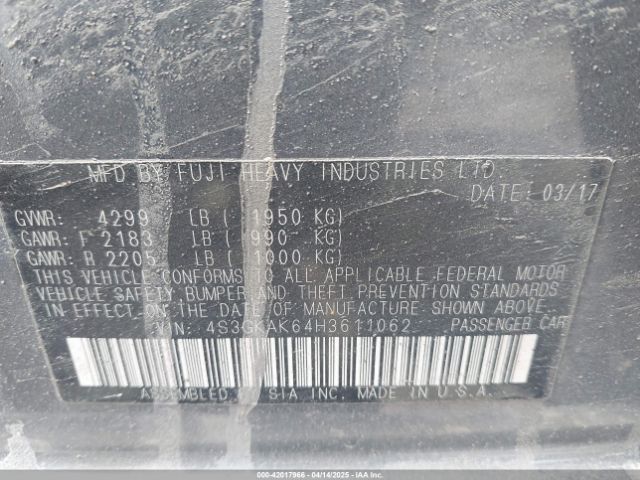 MFD BY FUJI HEAVY INDUSTRIES LTD.
DATE: 03/17
GVWR: 4299 LB ( 1950 KG)
GAWR: F 2183 LB ( 990 KG)
GAWR: R 2205 LB ( 1000 KG)
THIS VEHICLE CONFORMS TO ALL APPLICABLE FEDERAL MOTOR
VEHICLE SAFETY, BUMPER AND THEFT PREVENTION STANDARDS
IN EFFECT ON THE DATE OF MANUFACTURE SHOWN ABOVE.
VIN: 4S3GKAK64H3611062 PASSENGER CAR
ASSEMBLED SIA INC. MADE IN U.S.A.
000-42017966 - 04/14/2025 - IAA Inc.